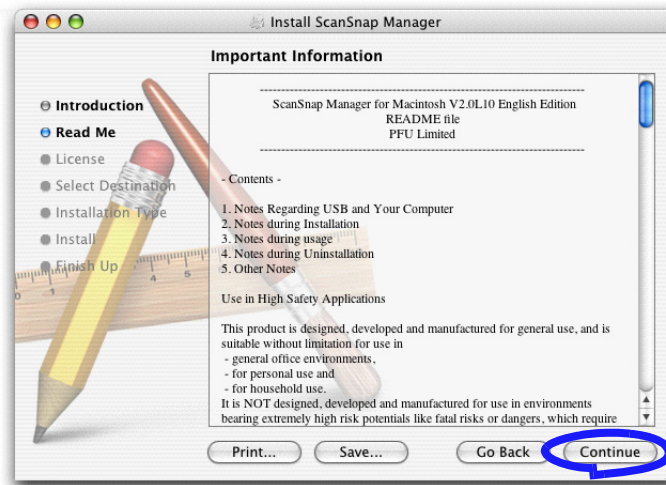 Install ScanSnap Manager
Important Information
Introduction
Read Me
License
Select Destination
Installation Type
Install
Finish Up
ScanSnap Manager for Macintosh V2.0L10 English Edition
README file
PFU Limited
- Contents -
1. Notes Regarding USB and Your Computer
2. Notes during Installation
3. Notes during usage
4. Notes during Uninstallation
5. Other Notes
Use in High Safety Applications
This product is designed, developed and manufactured for general use, and is
suitable without limitation for use in
- general office environments,
- for personal use and
- for household use.
It is NOT designed, developed and manufactured for use in environments
bearing extremely high risk potentials like fatal risks or dangers, which require
0 1 4 5
Print...
Save...
Go Back
Continue